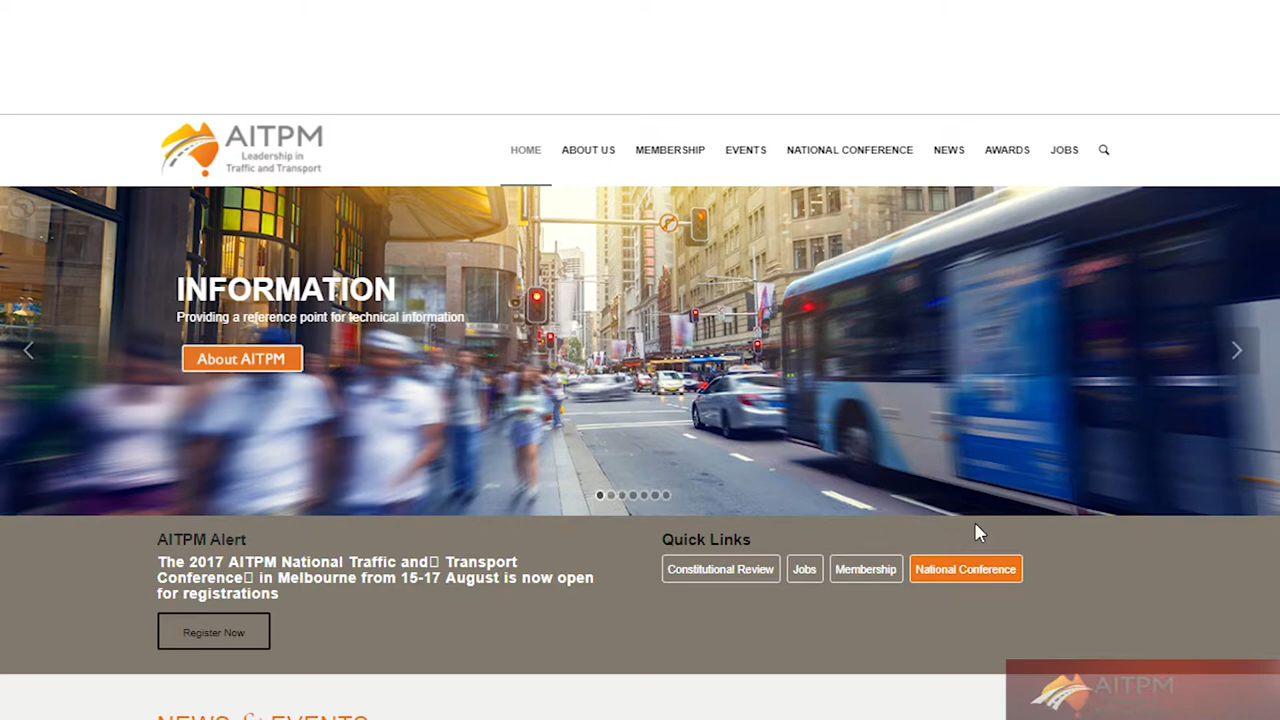 AITPM
Leadership in
Traffic and Transport
HOME ABOUT US MEMBERSHIP EVENTS NATIONAL CONFERENCE NEWS AWARDS JOBS
INFORMATION
Providing a reference point for technical information
About AITPM
AITPM Alert
The 2017 AITPM National Traffic and Transport
Conference in Melbourne from 15-17 August is now open
for registrations
Register Now
Quick Links
Constitutional Review Jobs Membership National Conference
NEWS & EVENTS
AITPM